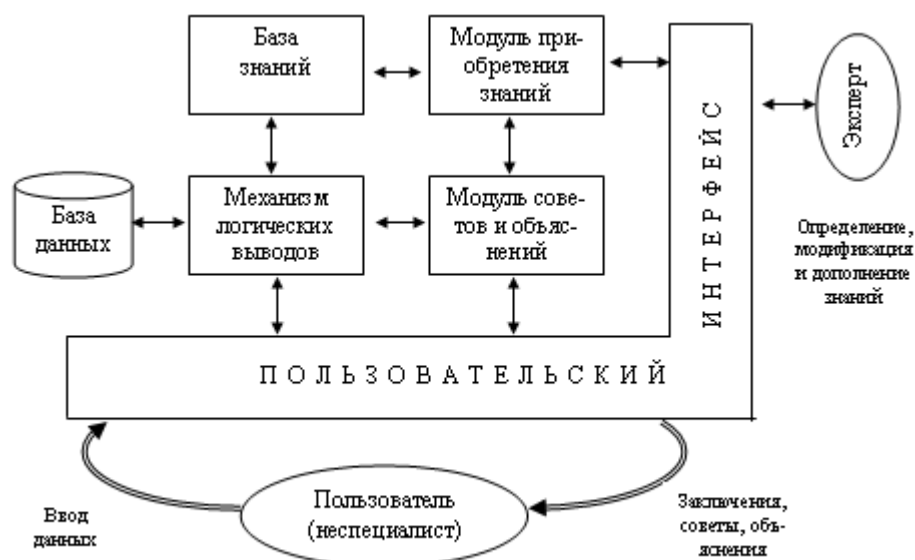 База
знаний
Модуль при-
обретения
знаний
Эксперт
База
данных
Механизм
логических
выводов
Модуль сове-
тов и объяс-
нений
Определение,
модификация
и дополнение
знаний
ИНТЕРФЕЙС
ПОЛЬЗОВАТЕЛЬСКИЙ
Ввод
данных
Пользователь
(неспециалист)
Заключения,
советы, объ-
яснения